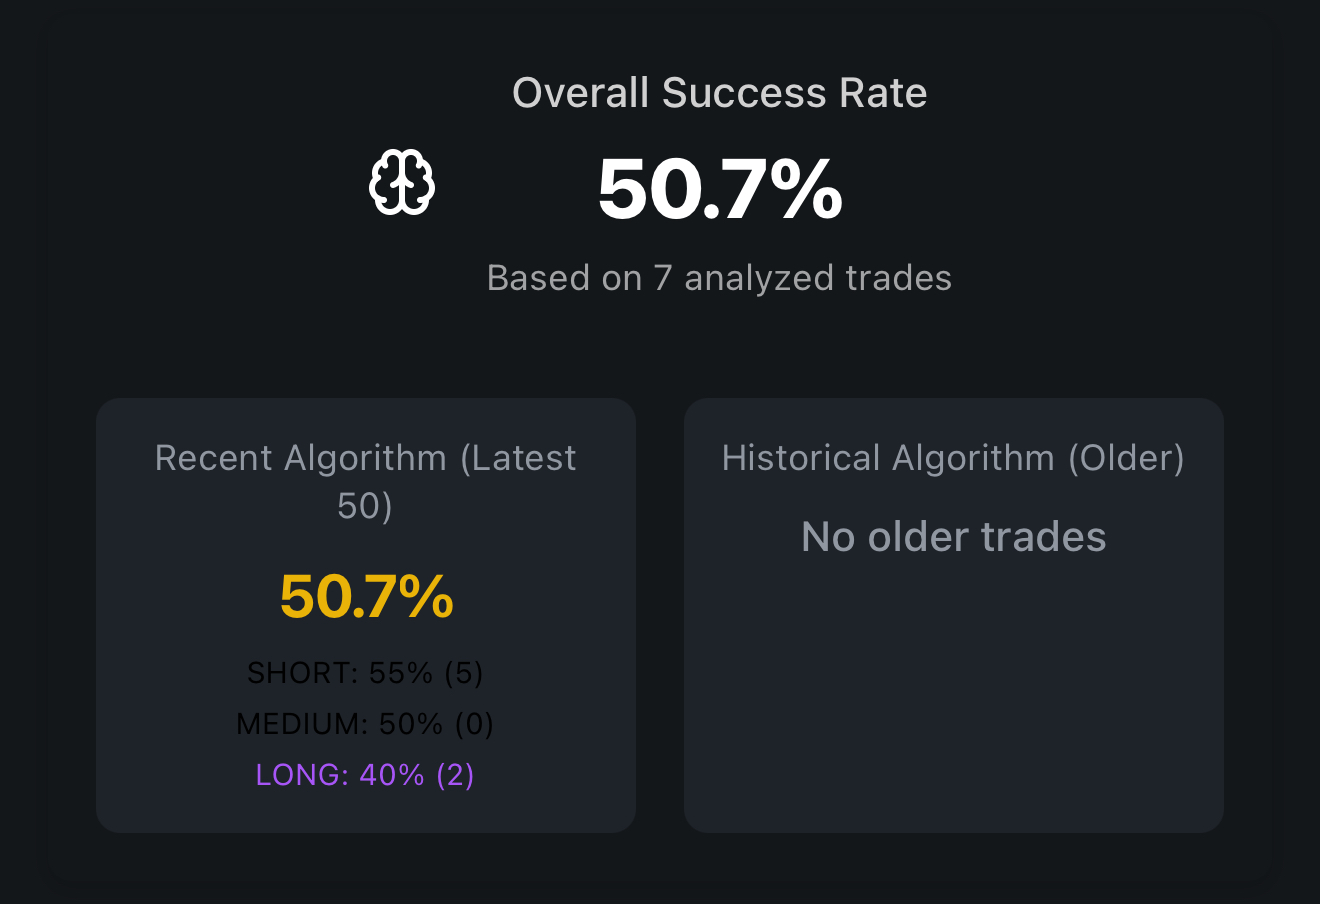 Overall Success Rate
50.7%
Based on 7 analyzed trades
Recent Algorithm (Latest
50)
50.7%
SHORT: 55% (5)
MEDIUM: 50% (0)
LONG: 40% (2)
Historical Algorithm (Older)
No older trades